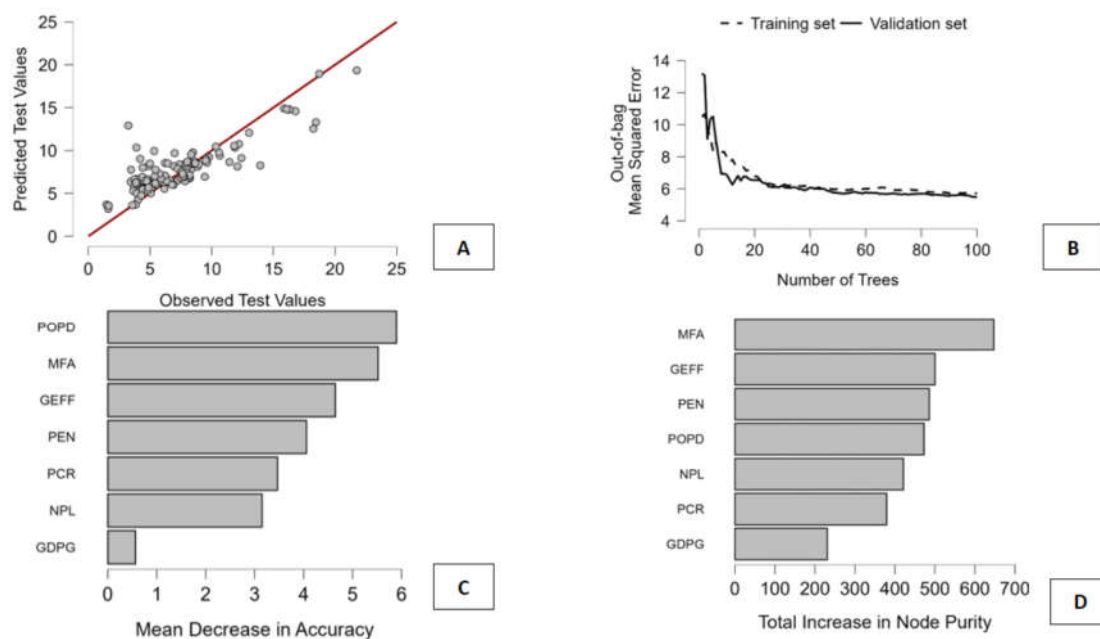 25
20
15
10
5
0
Predicted Test Values
0 5 10 15 20 25
Observed Test Values
A
Training set Validation set
14
12
10
8
6
4
Out-of-bag
Mean Squared Error
0 20 40 60 80 100
Number of Trees
B
POPD
MFA
GEFF
PEN
PCR
NPL
GDPG
0 1 2 3 4 5 6
Mean Decrease in Accuracy
C
MFA
GEFF
PEN
POPD
NPL
PCR
GDPG
0 100 200 300 400 500 600 700
Total Increase in Node Purity
D